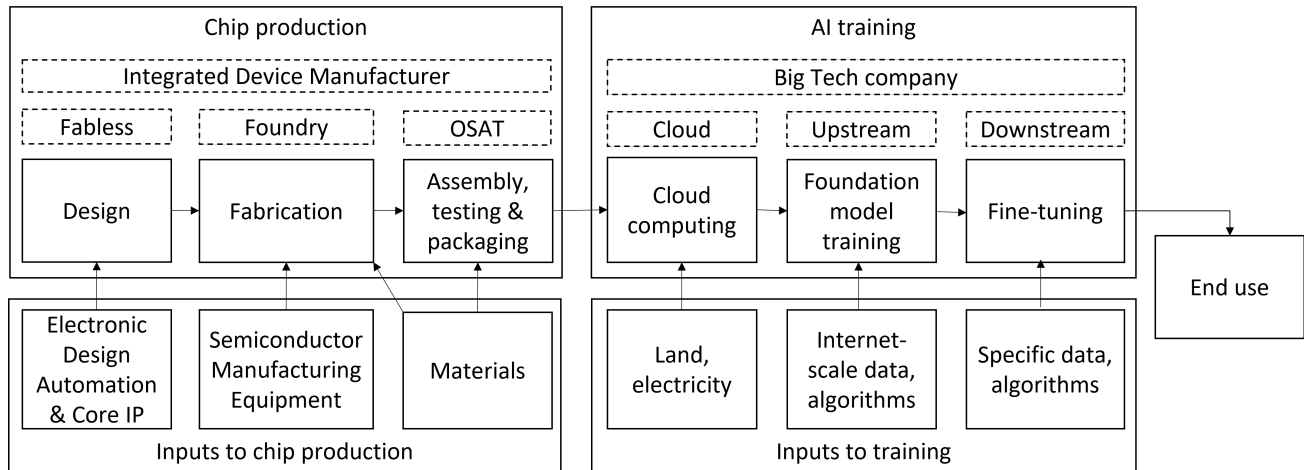 Chip production
Integrated Device Manufacturer
Fabless
Foundry
OSAT
Design
Fabrication
Assembly,
testing &
packaging
Electronic
Design
Automation
& Core IP
Semiconductor
Manufacturing
Equipment
Materials
Inputs to chip production
AI training
Big Tech company
Cloud
Upstream
Downstream
Cloud
computing
Foundation
model
training
Fine-tuning
Land,
electricity
Internet-
scale data,
algorithms
Specific data,
algorithms
Inputs to training
End use